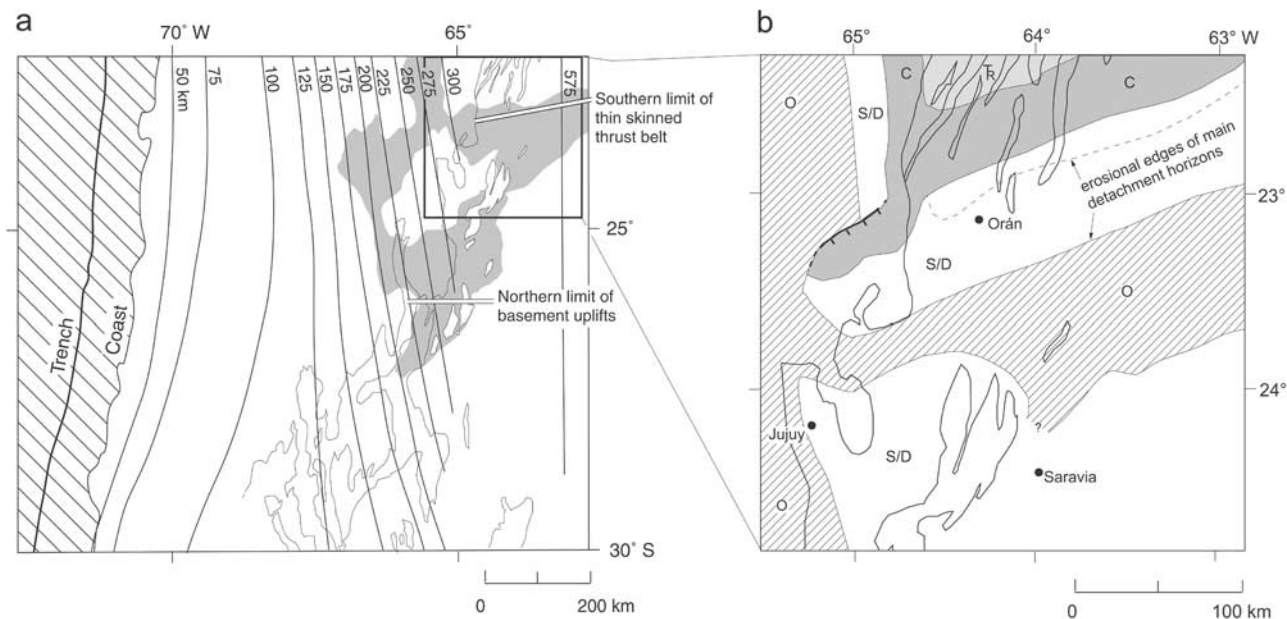 a
70° W
65°
50 km
75
100
125
150
175
200
225
250
275
300
575
Southern limit of
thin skinned
thrust belt
25°
Northern limit of
basement uplifts
Trench
Coast
30° S
0
200 km
b
65°
64°
63° W
O
S/D
C
TR
C
erosional edges of main
detachment horizons
23°
Orán
S/D
O
24°
Jujuy
S/D
?
Saravia
O
0
100 km